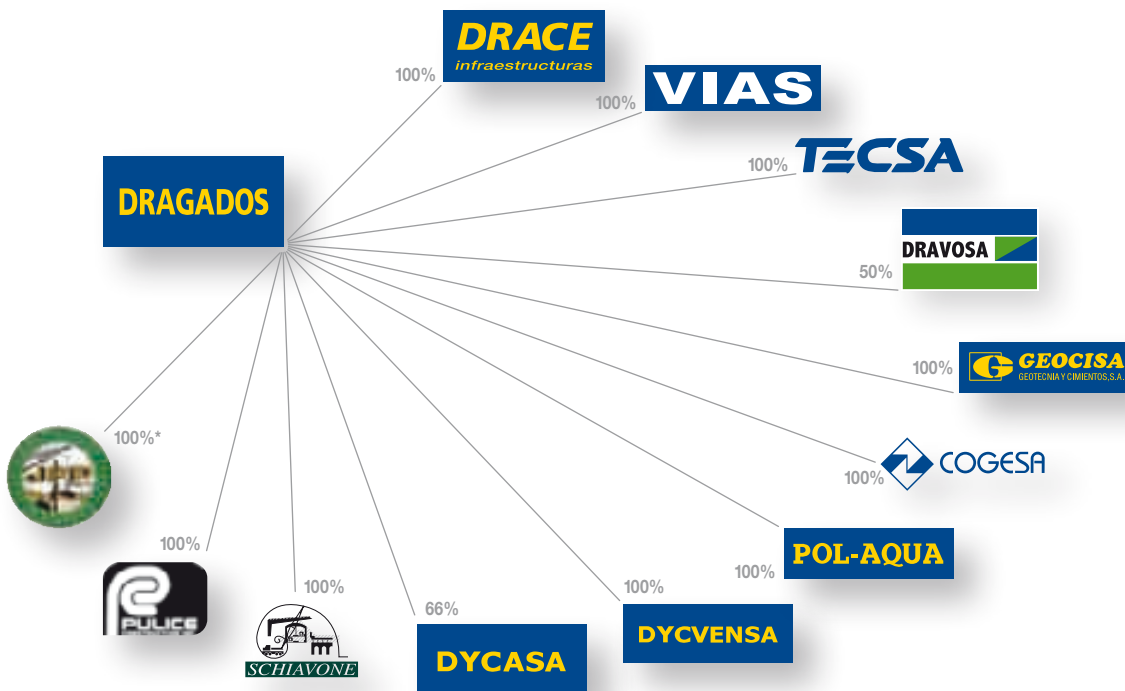 DRACE
infraestructuras
100%
VIAS
100%
TECSA
100%
DRAGADOS
DRAVOSA
50%
GEOCISA
GEOTECNIA Y CIMIENTOS, S.A.
100%
COGESA
100%
POL-AQUA
100%
DYCVENSA
100%
DYCASA
66%
SCHIAVONE
100%
PULICE
100%
100%*